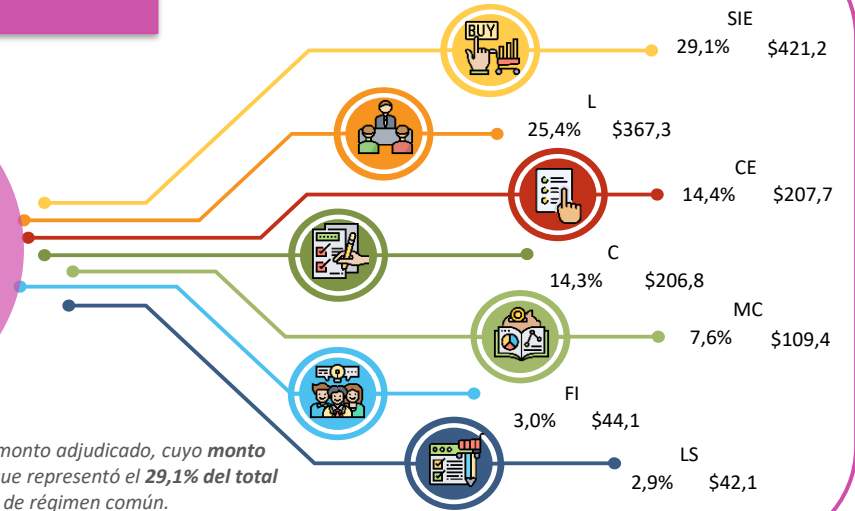 SIE
29,1% $421,2
BUY
L
25,4% $367,3
CE
14,4% $207,7
C
14,3% $206,8
MC
7,6% $109,4
FI
3,0% $44,1
LS
2,9% $42,1
monto adjudicado, cuyo monto
que representó el 29,1% del total
de régimen común.